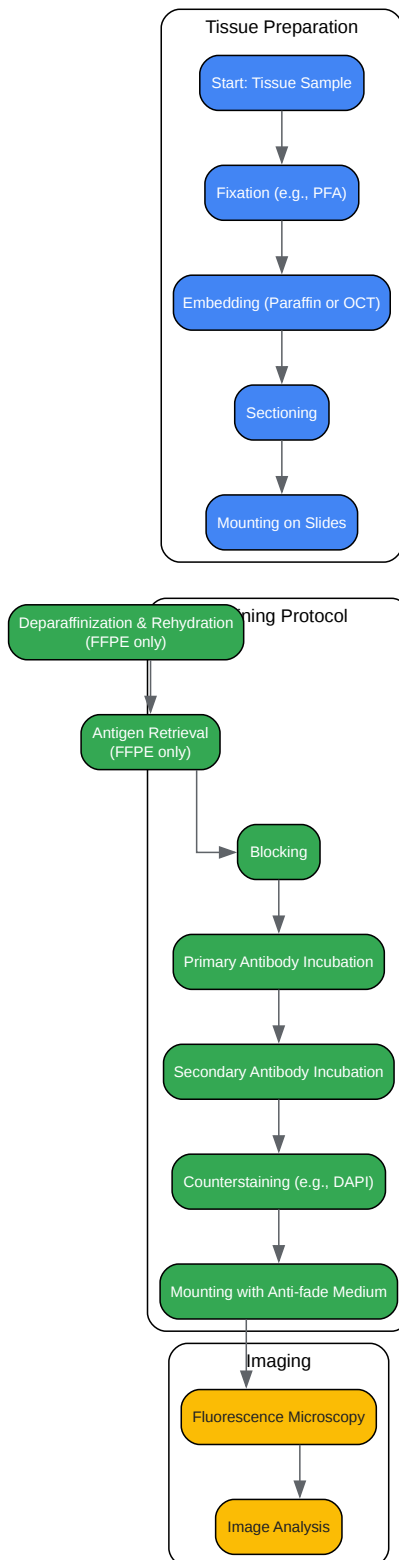 Tissue Preparation
Start: Tissue Sample
Fixation (e.g., PFA)
Embedding (Paraffin or OCT)
Sectioning
Mounting on Slides
ining Protocol
Deparaffinization & Rehydration
(FFPE only)
Antigen Retrieval
(FFPE only)
Blocking
Primary Antibody Incubation
Secondary Antibody Incubation
Counterstaining (e.g., DAPI)
Mounting with Anti-fade Medium
Imaging
Fluorescence Microscopy
Image Analysis